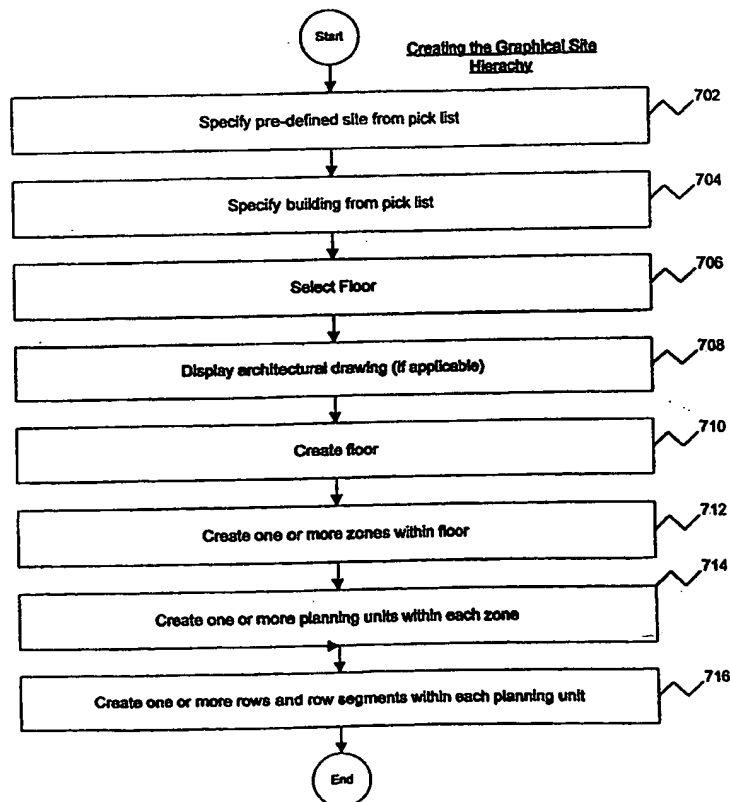 Start
Creating the Graphical Site
Hierachy
702
Specify pre-defined site from pick list
704
Specify building from pick list
706
Select Floor
708
Display architectural drawing (if applicable)
710
Create floor
712
Create one or more zones within floor
714
Create one or more planning units within each zone
716
Create one or more rows and row segments within each planning unit
End